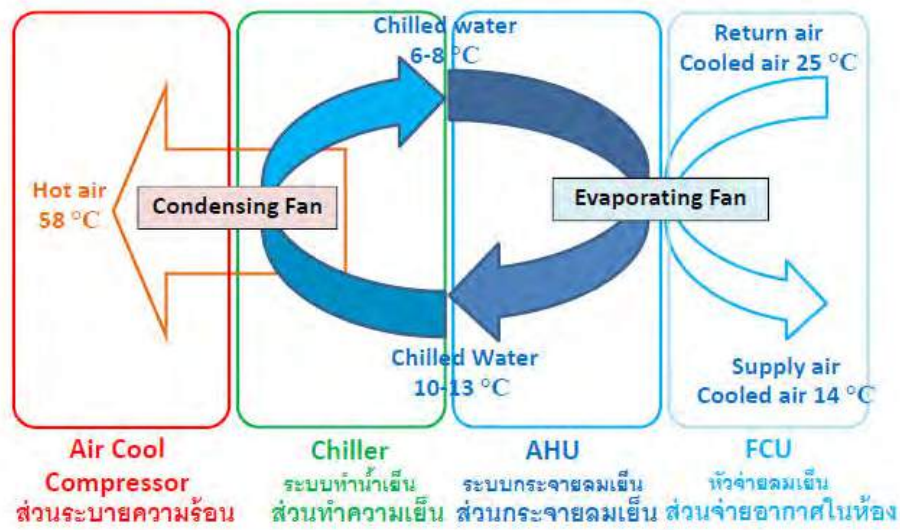 Chilled water
6-8 °C
Return air
Cooled air 25 °C
Hot air
58 °C
Condensing Fan
Evaporating Fan
Chilled Water
10-13 °C
Supply air
Cooled air 14 °C
Air Cool
Compressor
ส่วนระบายความร้อน
Chiller
ระบบทำน้ำเย็น
ส่วนทำความเย็น
AHU
ระบบกระจายลมเย็น
ส่วนกระจายลมเย็น
FCU
หัวจ่ายลมเย็น
ส่วนจ่ายอากาศในห้อง